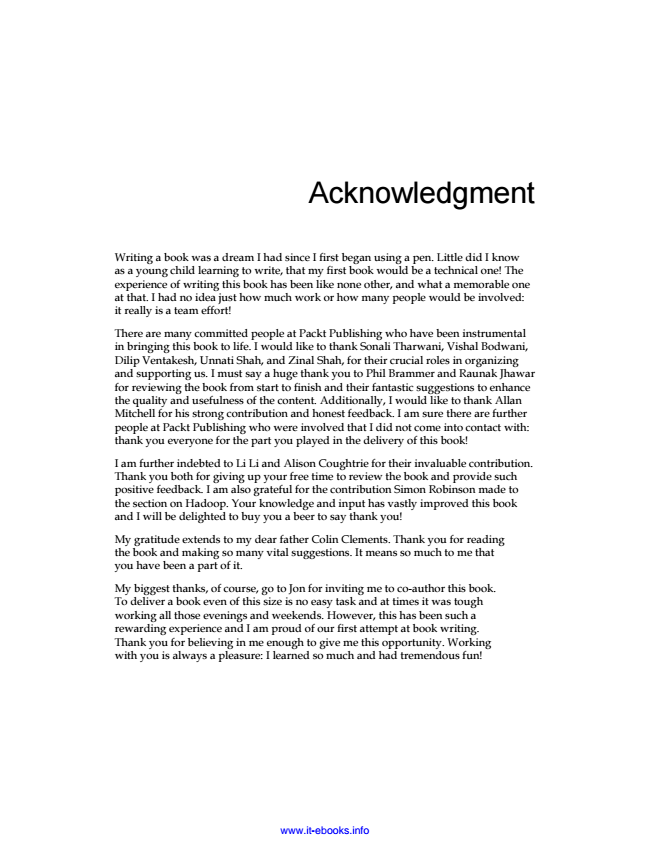 Acknowledgment
Writing a book was a dream I had since I first began using a pen. Little did I know
as a young child learning to write, that my first book would be a technical one! The
experience of writing this book has been like none other, and what a memorable one
at that. I had no idea just how much work or how many people would be involved:
it really is a team effort!
There are many committed people at Packt Publishing who have been instrumental
in bringing this book to life. I would like to thank Sonali Tharwani, Vishal Bodwani,
Dilip Ventakesh, Unnati Shah, and Zinal Shah, for their crucial roles in organizing
and supporting us. I must say a huge thank you to Phil Brammer and Raunak Jhawar
for reviewing the book from start to finish and their fantastic suggestions to enhance
the quality and usefulness of the content. Additionally, I would like to thank Allan
Mitchell for his strong contribution and honest feedback. I am sure there are further
people at Packt Publishing who were involved that I did not come into contact with:
thank you everyone for the part you played in the delivery of this book!
I am further indebted to Li Li and Alison Coughtrie for their invaluable contribution.
Thank you both for giving up your free time to review the book and provide such
positive feedback. I am also grateful for the contribution Simon Robinson made to
the section on Hadoop. Your knowledge and input has vastly improved this book
and I will be delighted to buy you a beer to say thank you!
My gratitude extends to my dear father Colin Clements. Thank you for reading
the book and making so many vital suggestions. It means so much to me that
you have been a part of it.
My biggest thanks, of course, go to Jon for inviting me to co-author this book.
To deliver a book even of this size is no easy task and at times it was tough
working all those evenings and weekends. However, this has been such a
rewarding experience and I am proud of our first attempt at book writing.
Thank you for believing in me enough to give me this opportunity. Working
with you is always a pleasure: I learned so much and had tremendous fun!
www.it-ebooks.info